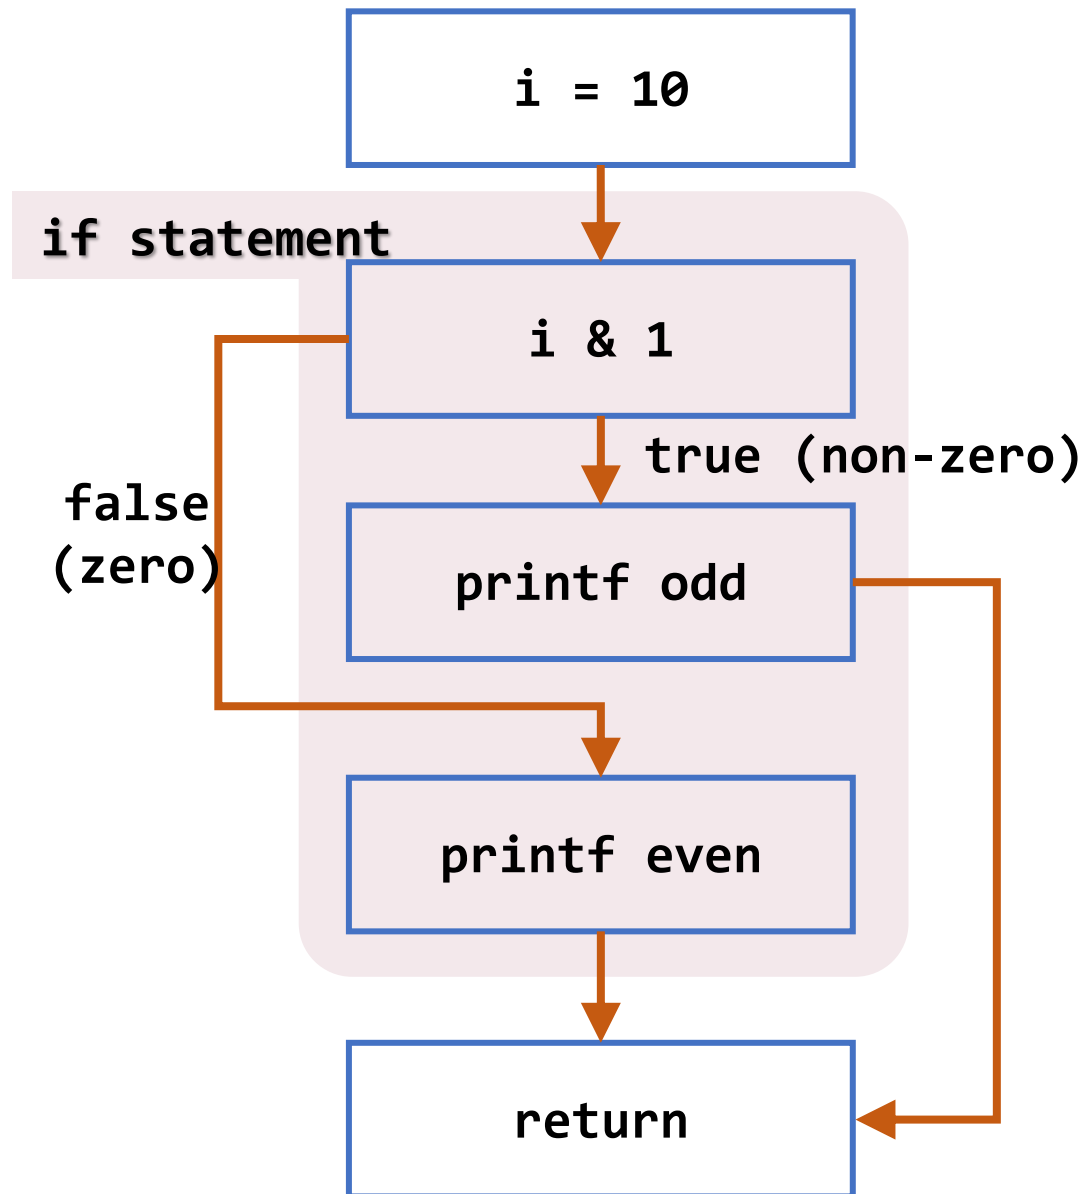 i = 10
if statement
i & 1
true (non-zero)
false
(zero)
printf odd
printf even
return